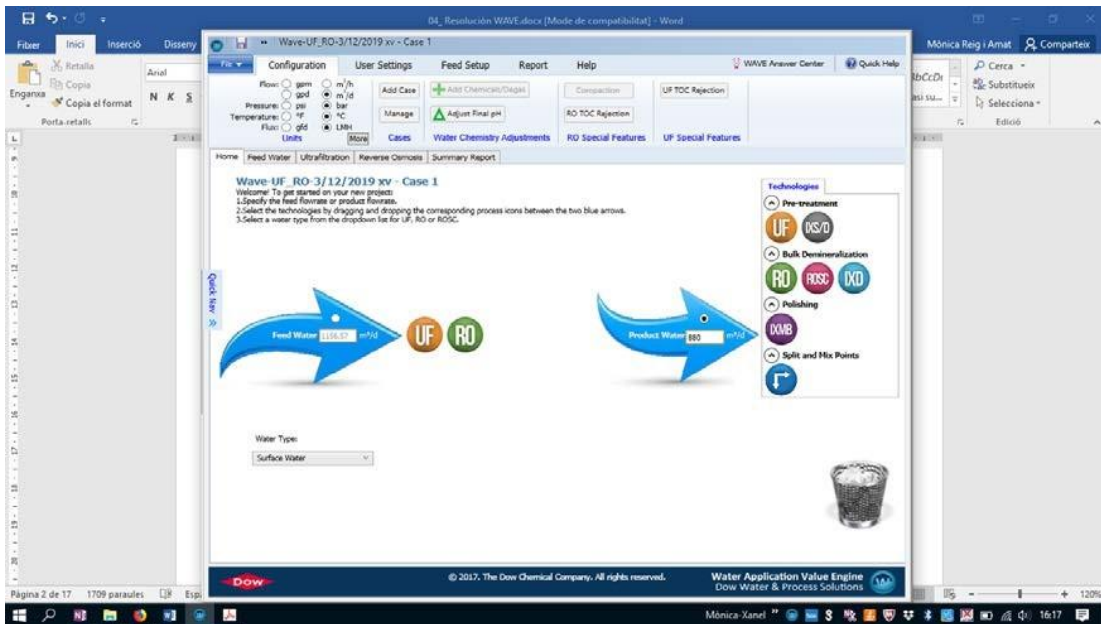 04_ Resolución WAVE.docx [Mode de compatibilitat] - Word
Fitxer Inici Inserció Disseny
Mònica Reig i Amat Comparteix
Enganxa
Retalla
Copia
Copia el format
Porta-retalls
Arial
N K S
AbBbCcDc
Cerca
Substitueix
Selecciona
Edició
Wave-UF_RO-3/12/2019 xv - Case 1
File Configuration User Settings Feed Setup Report Help WAVE Answer Center Quick Help
Flow: gpm m³/h
gpd m³/d
Pressure: psi bar
Temperature: °F °C
Flux: gfd LMH
Units More
Add Case
Manage
Cases
Add Chemicals/Degas
Adjust Final pH
Water Chemistry Adjustments
Compaction
RO TOC Rejection
RO Special Features
UF TOC Rejection
UF Special Features
Home Feed Water Ultrafiltration Reverse Osmosis Summary Report
Wave-UF_RO-3/12/2019 xv - Case 1
Welcome! To get started on your new project:
1.Specify the feed flowrate or product flowrate.
2.Select the technologies by dragging and dropping the corresponding process icons between the two blue arrows.
3.Select a water type from the dropdown list for UF, RO or ROSC.
Quick Nav »
Feed Water 1156.57 m³/d
UF RO
Product Water 880 m³/d
Technologies
Pre-treatment
UF IXS/D
Bulk Demineralization
RO ROSC IXD
Polishing
IXMB
Split and Mix Points
Water Type:
Surface Water
Dow
© 2017. The Dow Chemical Company. All rights reserved.
Water Application Value Engine
Dow Water & Process Solutions
Pàgina 2 de 17 1709 paraules Esp
120%
Mònica-Xanel
16:17